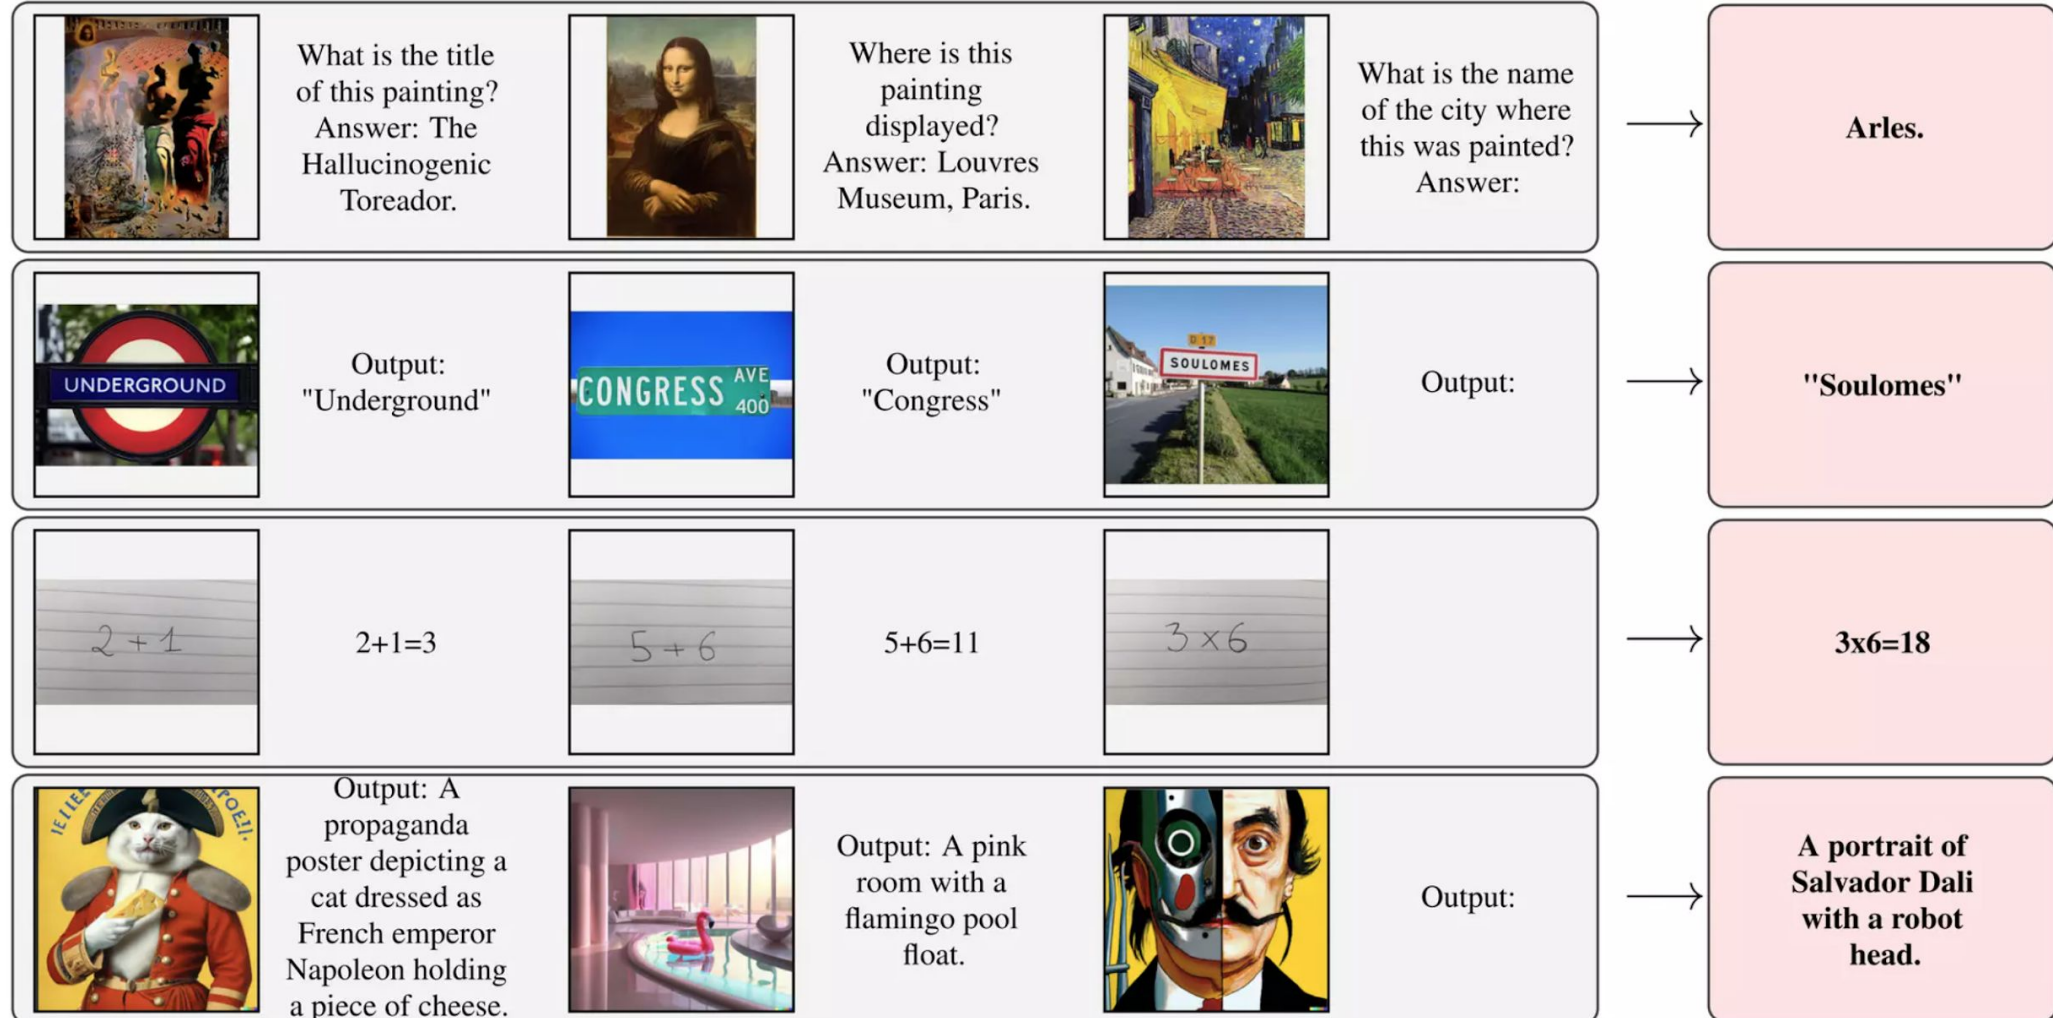 What is the title
of this painting?
Answer: The
Hallucinogenic
Toreador.
Where is this
painting
displayed?
Answer: Louvres
Museum, Paris.
What is the name
of the city where
this was painted?
Answer:
Arles.
UNDERGROUND
Output:
"Underground"
CONGRESS AVE
400
Output:
"Congress"
D 17
SOULOMES
Output:
"Soulomes"
2+1
2+1=3
5+6
5+6=11
3x6
3x6=18
Output: A
propaganda
poster depicting a
cat dressed as
French emperor
Napoleon holding
a piece of cheese.
Output: A pink
room with a
flamingo pool
float.
Output:
A portrait of
Salvador Dali
with a robot
head.